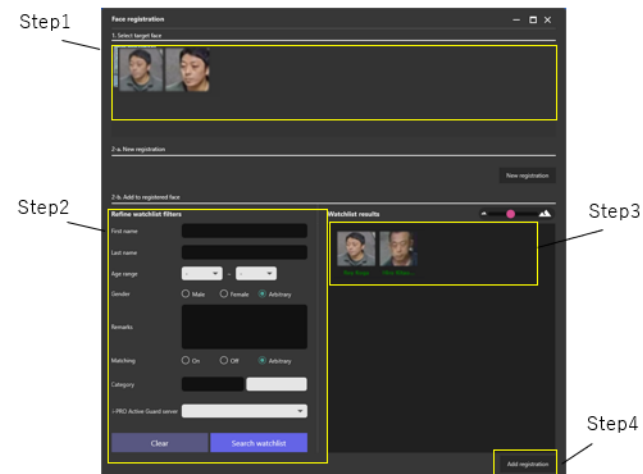 Step1
Face registration
1. Select target face
2-a. New registration
New registration
2-b. Add to registered face
Step2
Refine watchlist filters
Watchlist results
Step3
First name
Last name
Age range
- - -
Gender Male Female Arbitrary
Remarks
Matching On Off Arbitrary
Category
i-PRO Active Guard server
Clear Search watchlist
Step4
Add registration